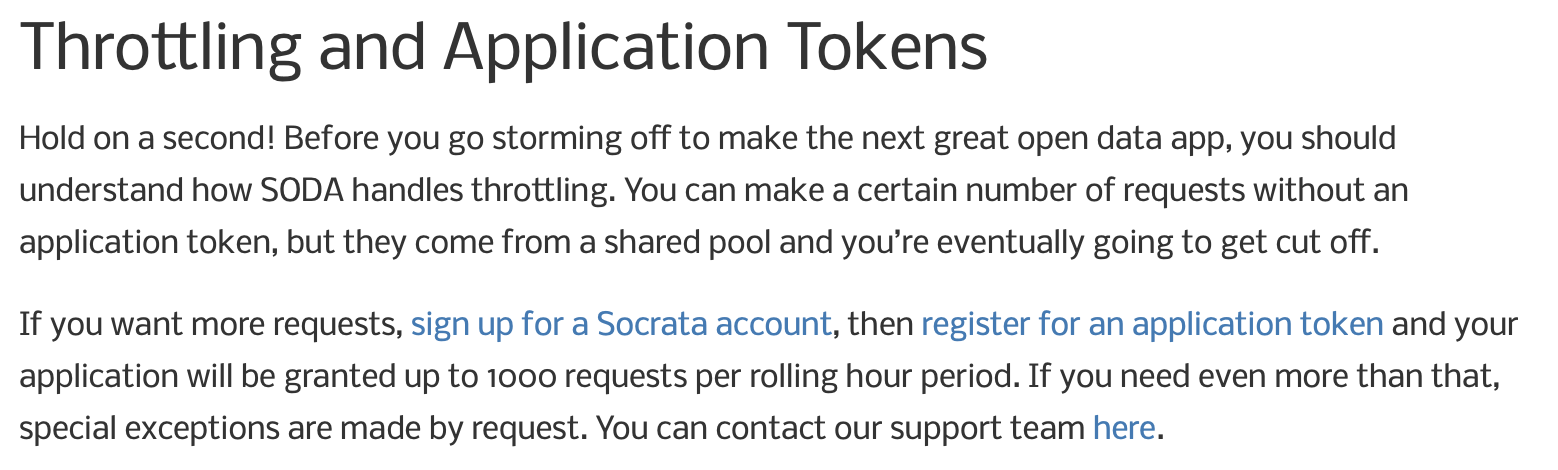 Throttling and Application Tokens
Hold on a second! Before you go storming off to make the next great open data app, you should
understand how SODA handles throttling. You can make a certain number of requests without an
application token, but they come from a shared pool and you’re eventually going to get cut off.
If you want more requests, sign up for a Socrata account, then register for an application token and your
application will be granted up to 1000 requests per rolling hour period. If you need even more than that,
special exceptions are made by request. You can contact our support team here.